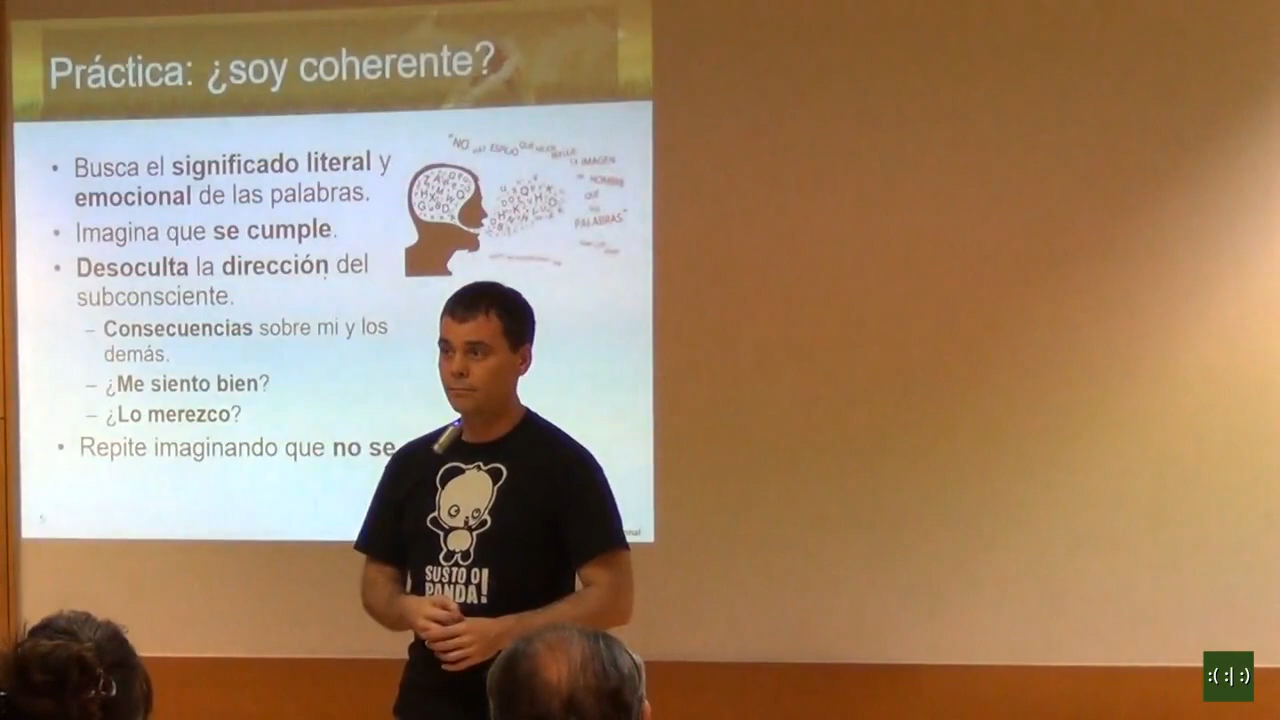 Práctica: ¿soy coherente?
• Busca el significado literal y
emocional de las palabras.
• Imagina que se cumple.
• Desoculta la dirección del
subconsciente.
– Consecuencias sobre mi y los
demás.
– ¿Me siento bien?
– ¿Lo merezco?
• Repite imaginando que no se
"NO
LA IMAGEN
HOMBRE
QUE
PALABRAS"
5
SUSTO O
PANDA!
:( :| :)